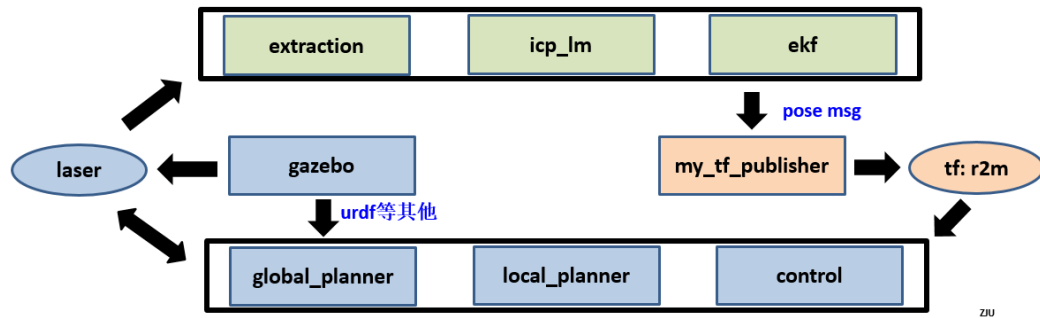 extraction
icp_lm
ekf
pose msg
laser
gazebo
my_tf_publisher
tf: r2m
urdf等其他
global_planner
local_planner
control
ZJU